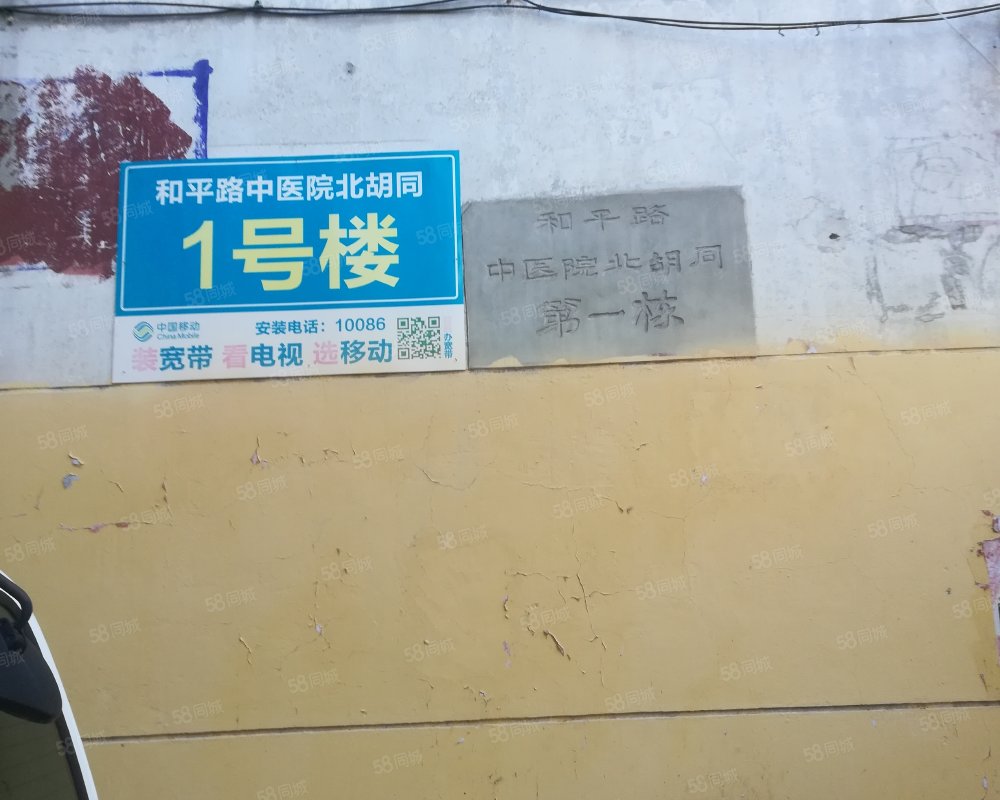 和平路中医院北胡同
1号楼
中国移动
China Mobile
安装电话：10086
装宽带 看电视 选移动
办宽带
和平路
中医院北胡同
第一栋
58同城